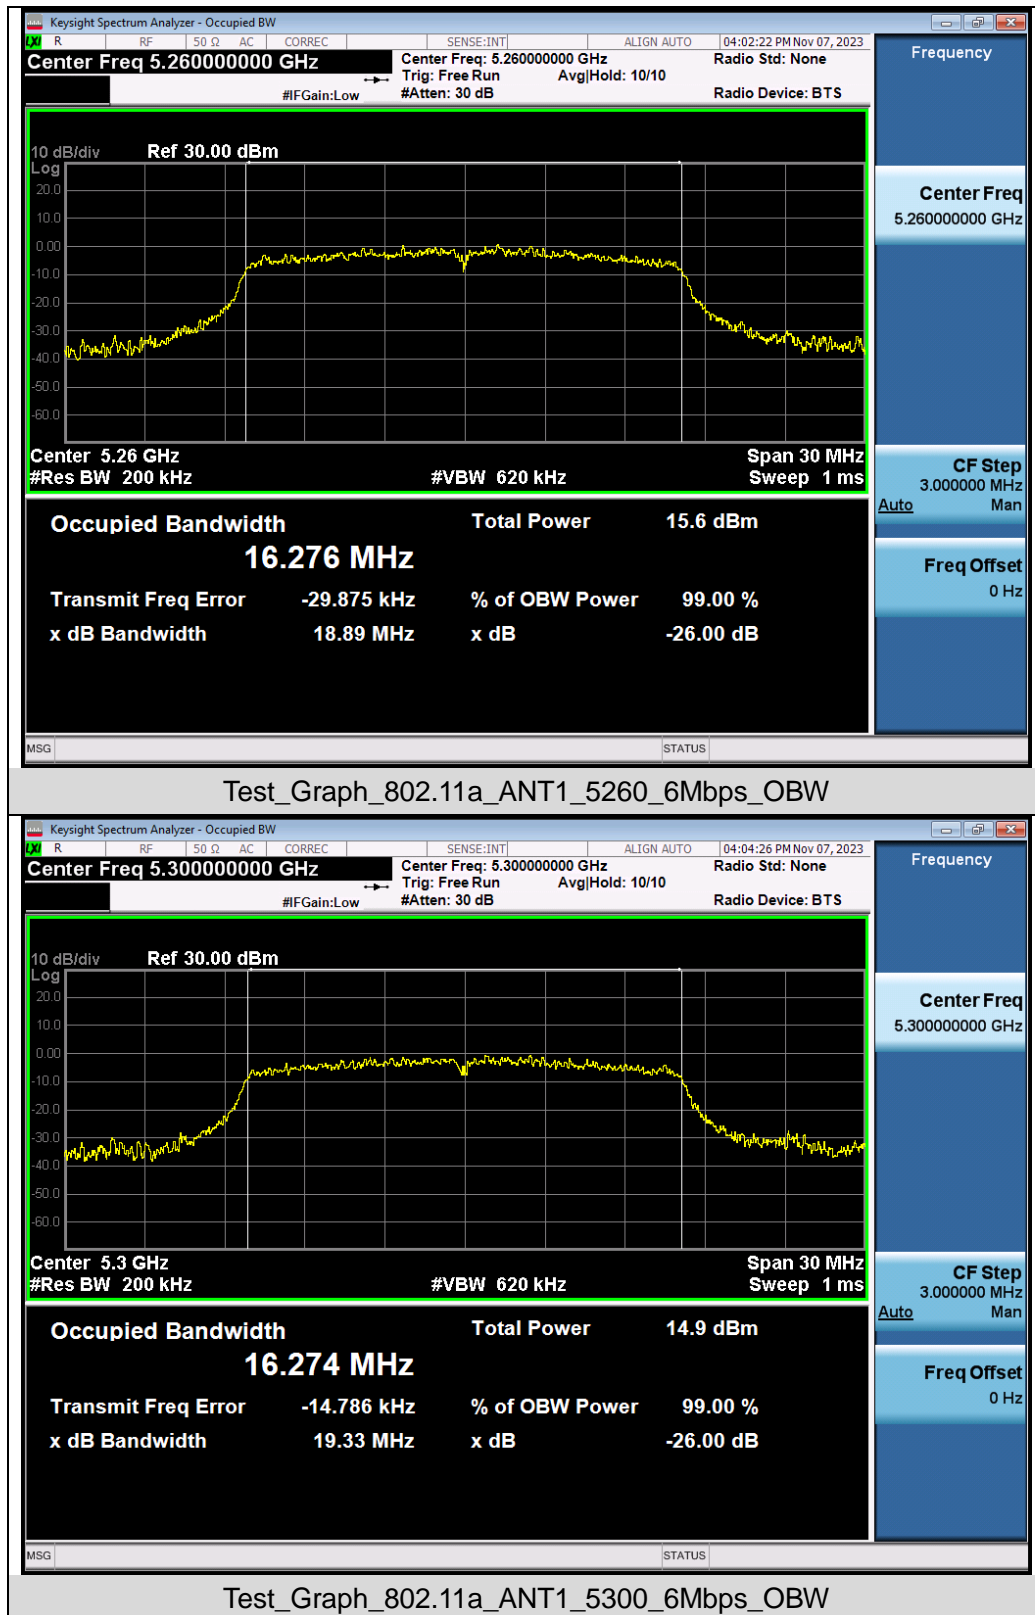 Keysight Spectrum Analyzer - Occupied BW
LXI R RF 50 Ω AC CORREC SENSE:INT ALIGN AUTO 04:02:22 PM Nov 07, 2023
Center Freq 5.260000000 GHz
Center Freq: 5.260000000 GHz Radio Std: None
Trig: Free Run Avg|Hold: 10/10
#IFGain:Low #Atten: 30 dB Radio Device: BTS
Frequency
10 dB/div Ref 30.00 dBm
Log
20.0
10.0
0.00
-10.0
-20.0
-30.0
-40.0
-50.0
-60.0
Center 5.26 GHz Span 30 MHz
#Res BW 200 kHz #VBW 620 kHz Sweep 1 ms
Center Freq
5.260000000 GHz
CF Step
3.000000 MHz
Auto Man
Freq Offset
0 Hz
Occupied Bandwidth Total Power 15.6 dBm
16.276 MHz
Transmit Freq Error -29.875 kHz % of OBW Power 99.00 %
x dB Bandwidth 18.89 MHz x dB -26.00 dB
MSG STATUS
Test_Graph_802.11a_ANT1_5260_6Mbps_OBW
Keysight Spectrum Analyzer - Occupied BW
LXI R RF 50 Ω AC CORREC SENSE:INT ALIGN AUTO 04:04:26 PM Nov 07, 2023
Center Freq 5.300000000 GHz
Center Freq: 5.300000000 GHz Radio Std: None
Trig: Free Run Avg|Hold: 10/10
#IFGain:Low #Atten: 30 dB Radio Device: BTS
Frequency
10 dB/div Ref 30.00 dBm
Log
20.0
10.0
0.00
-10.0
-20.0
-30.0
-40.0
-50.0
-60.0
Center 5.3 GHz Span 30 MHz
#Res BW 200 kHz #VBW 620 kHz Sweep 1 ms
Center Freq
5.300000000 GHz
CF Step
3.000000 MHz
Auto Man
Freq Offset
0 Hz
Occupied Bandwidth Total Power 14.9 dBm
16.274 MHz
Transmit Freq Error -14.786 kHz % of OBW Power 99.00 %
x dB Bandwidth 19.33 MHz x dB -26.00 dB
MSG STATUS
Test_Graph_802.11a_ANT1_5300_6Mbps_OBW